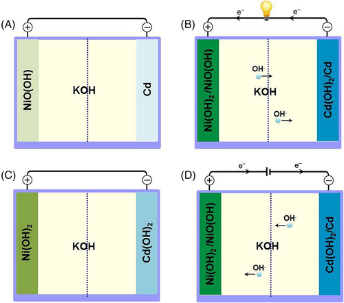 (A)
+
−
NiO(OH)
KOH
Cd
(B)
e⁻
e⁻
+
−
Ni(OH)₂/NiO(OH)
OH⁻
KOH
OH⁻
Cd(OH)₂/Cd
(C)
+
−
Ni(OH)₂
KOH
Cd(OH)₂
(D)
e⁻
e⁻
+
−
Ni(OH)₂/NiO(OH)
OH⁻
KOH
OH⁻
Cd(OH)₂/Cd